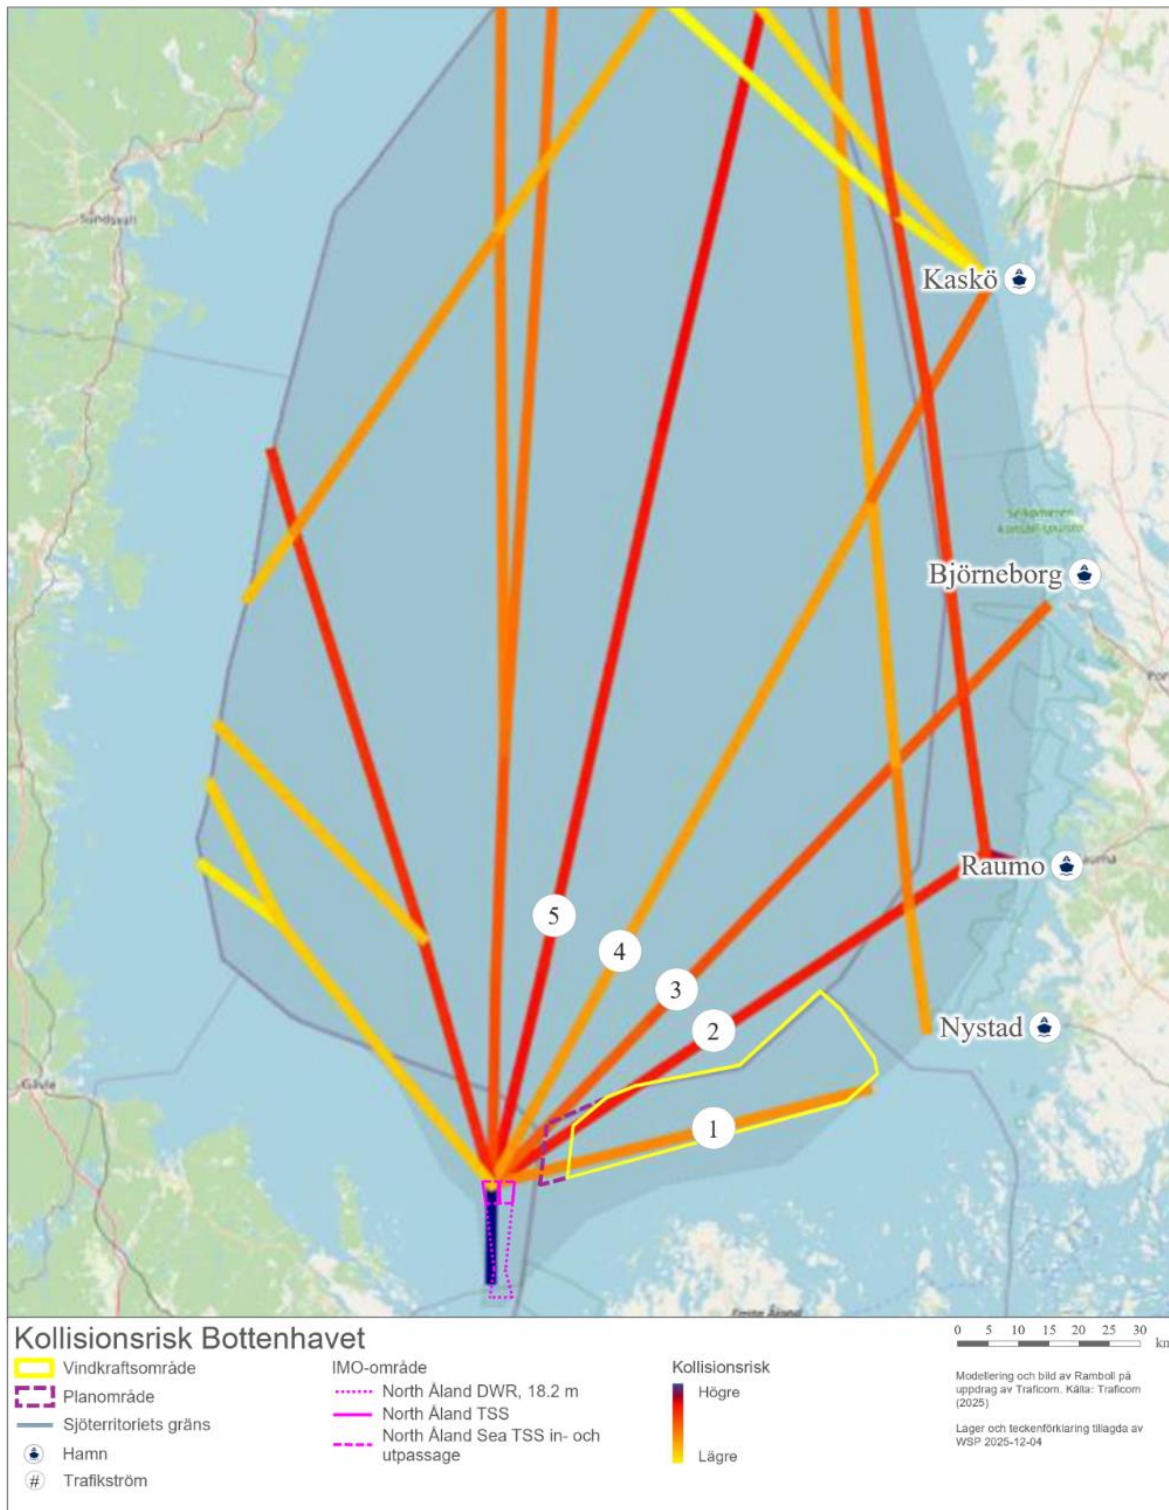 Sundsvall
Kaskö
Selkämeren
Björneborg
5
4
3
Raumo
2
Nystad
Gävle
1
Kollisionsrisk Bottenhavet
Vindkraftsområde
Planområde
Sjöterritoriets gräns
Hamn
# Trafikström
IMO-område
North Åland DWR, 18.2 m
North Åland TSS
North Åland Sea TSS in- och
utpassage
Kollisionsrisk
Högre
Lägre
0 5 10 15 20 25 30
km
Modellering och bild av Ramboll på
uppdrag av Traficom. Källa: Traficom
(2025)
Lager och teckenförklaring tillagda av
WSP 2025-12-04